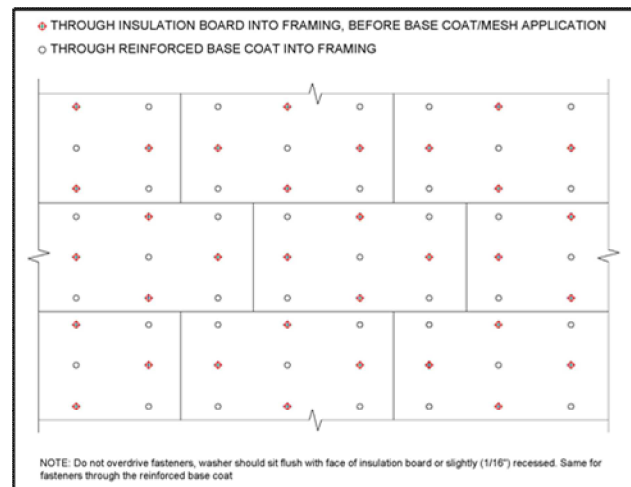 THROUGH INSULATION BOARD INTO FRAMING, BEFORE BASE COAT/MESH APPLICATION
THROUGH REINFORCED BASE COAT INTO FRAMING
NOTE: Do not overdrive fasteners, washer should sit flush with face of insulation board or slightly (1/16") recessed. Same for
fasteners through the reinforced base coat